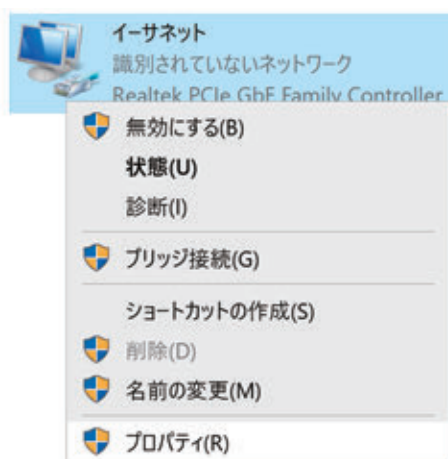 イーサネット
識別されていないネットワーク
Realtek PCIe GbE Family Controller
無効にする(B)
状態(U)
診断(I)
ブリッジ接続(G)
ショートカットの作成(S)
削除(D)
名前の変更(M)
プロパティ(R)